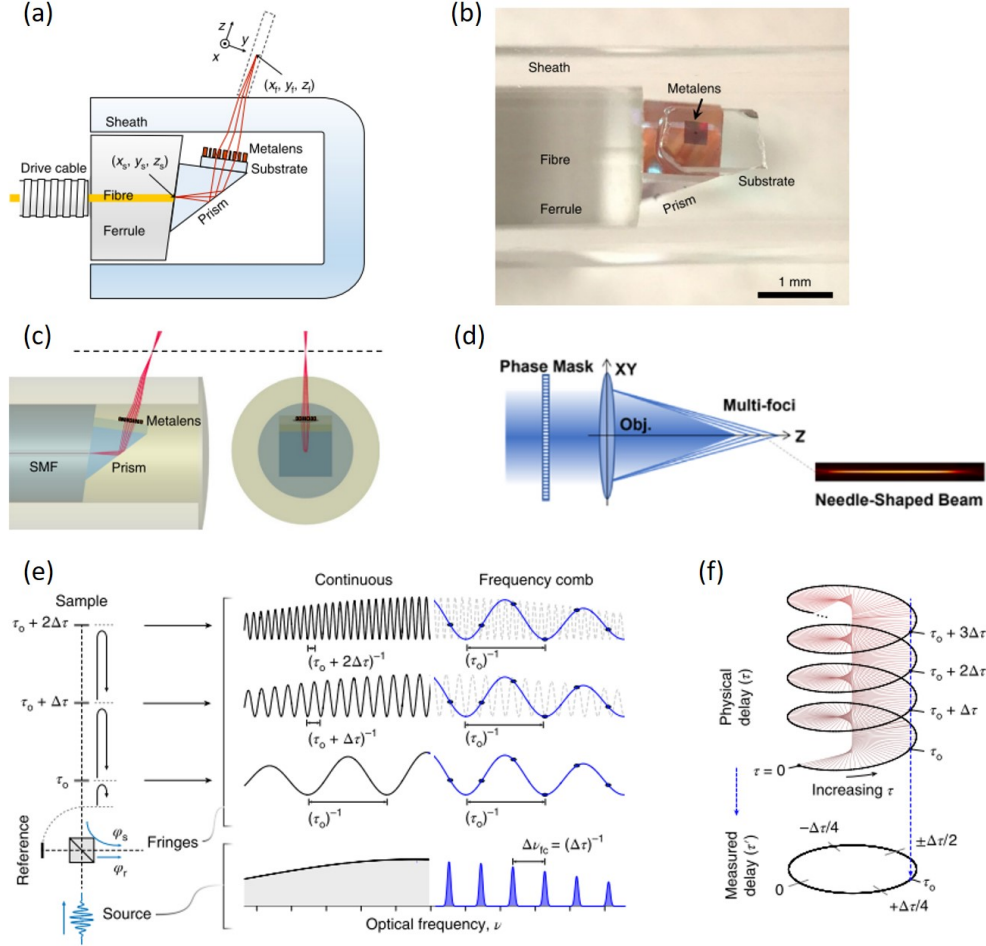 (a)
z
y
x
(xf, yf, zf)
Sheath
Metalens
(xs, ys, zs)
Substrate
Drive cable
Fibre
Prism
Ferrule
(b)
Sheath
Metalens
Fibre
Substrate
Ferrule
Prism
1 mm
(c)
Metalens
SMF
Prism
(d)
Phase Mask
XY
Multi-foci
Obj.
Z
Needle-Shaped Beam
(e)
Sample
Continuous
Frequency comb
τo + 2Δτ
(τo + 2Δτ)⁻¹
(τo)⁻¹
τo + Δτ
(τo + Δτ)⁻¹
(τo)⁻¹
τo
(τo)⁻¹
(τo)⁻¹
Reference
φs
φr
Fringes
Δνfc = (Δτ)⁻¹
Source
Optical frequency, ν
(f)
Physical
delay (τ)
τo + 3Δτ
τo + 2Δτ
τo + Δτ
τo
τ = 0
Increasing τ
Measured
delay (τ′)
−Δτ/4
±Δτ/2
0
τo
+Δτ/4